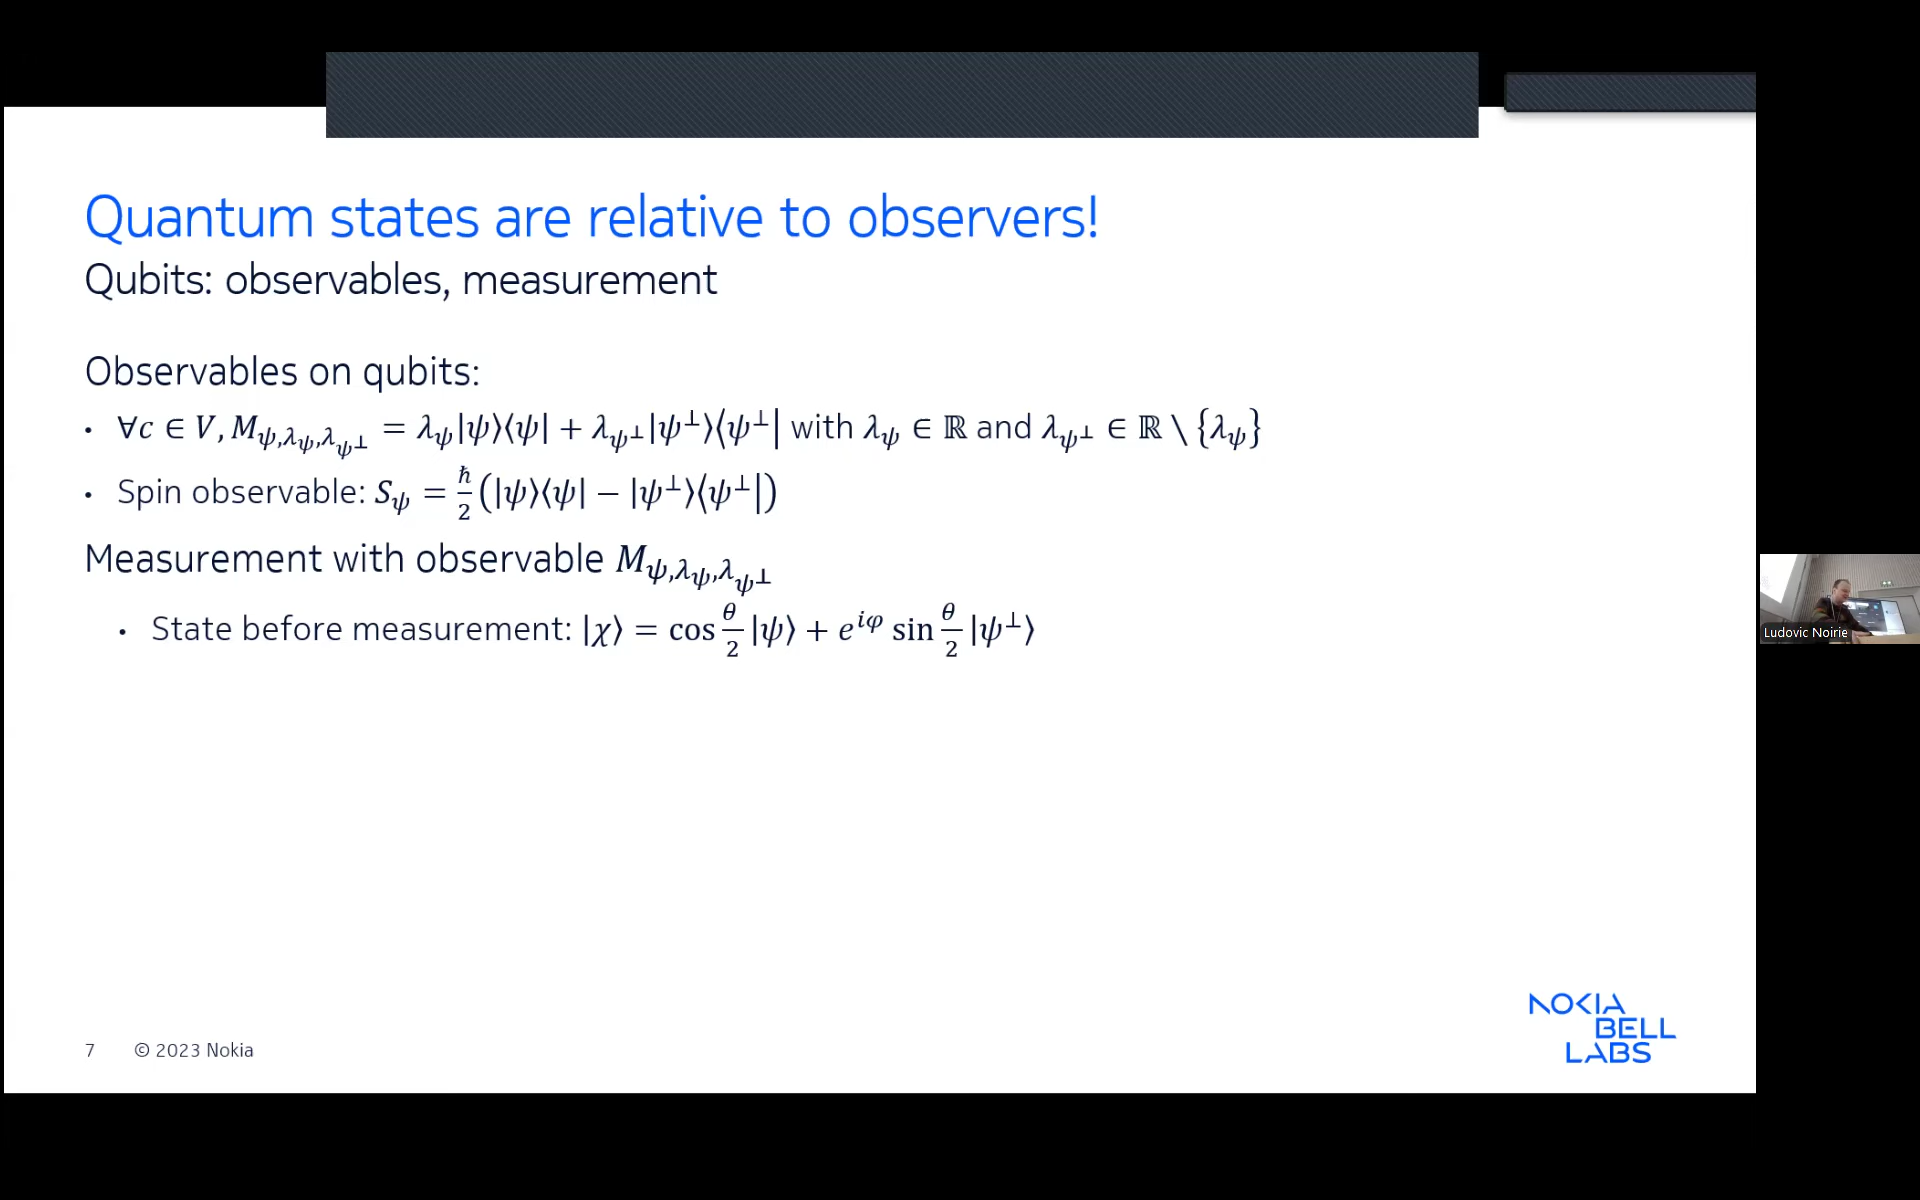 Quantum states are relative to observers!
Qubits: observables, measurement
Observables on qubits:
• ∀c ∈ V, M_{ψ,λ_ψ,λ_{ψ^⊥}} = λ_ψ|ψ⟩⟨ψ| + λ_{ψ^⊥}|ψ^⊥⟩⟨ψ^⊥| with λ_ψ ∈ ℝ and λ_{ψ^⊥} ∈ ℝ \ {λ_ψ}
• Spin observable: S_ψ = ℏ/2 (|ψ⟩⟨ψ| − |ψ^⊥⟩⟨ψ^⊥|)
Measurement with observable M_{ψ,λ_ψ,λ_{ψ^⊥}}
• State before measurement: |χ⟩ = cos θ/2 |ψ⟩ + e^{iφ} sin θ/2 |ψ^⊥⟩
Ludovic Noirie
7 © 2023 Nokia
NOKIA
BELL
LABS